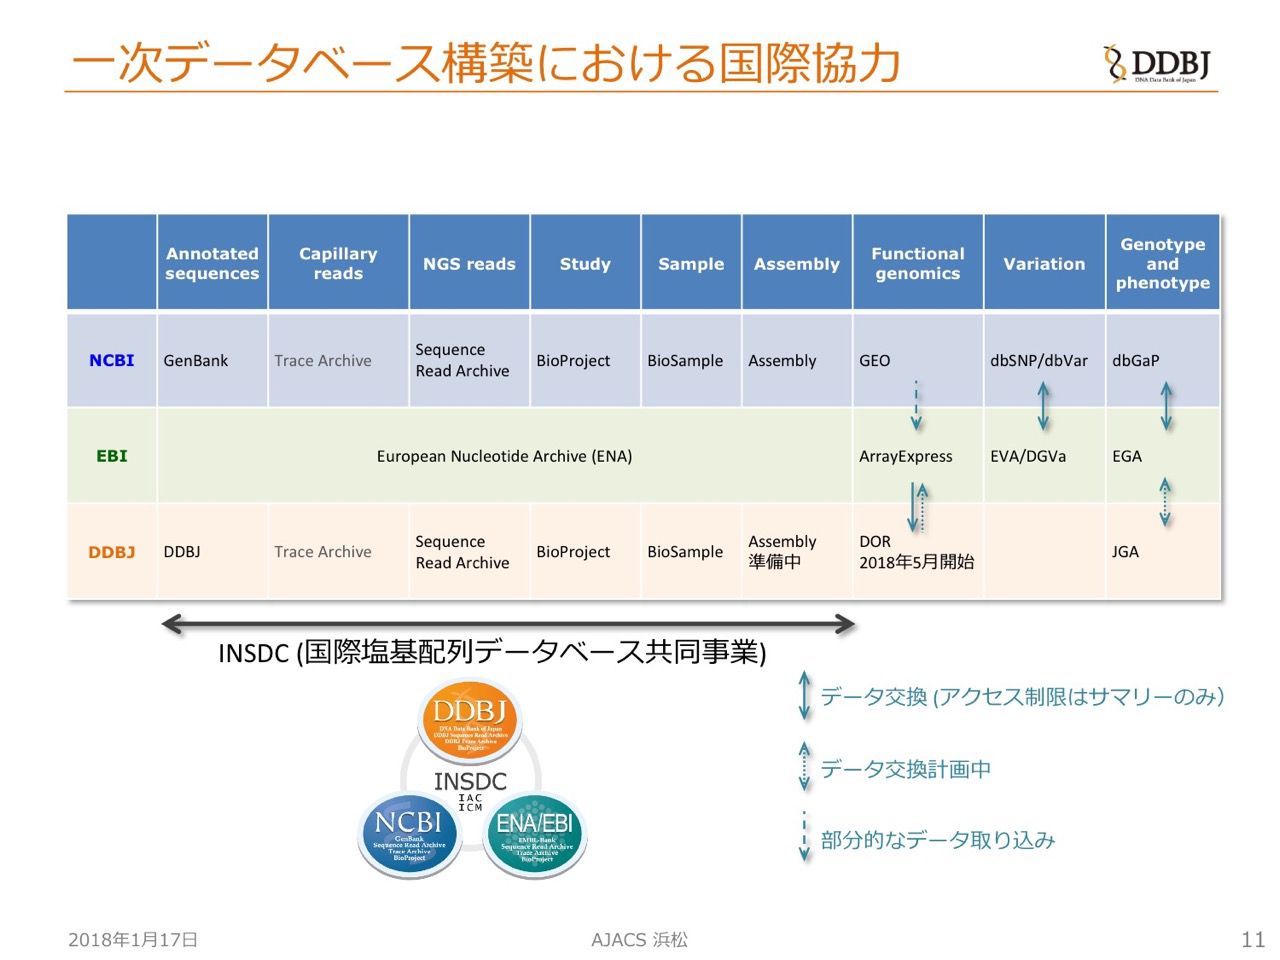 一次データベース構築における国際協力
DDBJ
DNA Data Bank of Japan
Annotated
sequences
Capillary
reads
NGS reads
Study
Sample
Assembly
Functional
genomics
Variation
Genotype
and
phenotype
NCBI
GenBank
Trace Archive
Sequence
Read Archive
BioProject
BioSample
Assembly
GEO
dbSNP/dbVar
dbGaP
EBI
European Nucleotide Archive (ENA)
ArrayExpress
EVA/DGVa
EGA
DDBJ
DDBJ
Trace Archive
Sequence
Read Archive
BioProject
BioSample
Assembly
準備中
DOR
2018年5月開始
JGA
INSDC (国際塩基配列データベース共同事業)
DDBJ
DNA Data Bank of Japan
DDBJ Sequence Read Archive
DDBJ Trace Archive
BioProject
INSDC
IAC
ICM
NCBI
GenBank
Sequence Read Archive
Trace Archive
BioProject
ENA/EBI
EMBL-Bank
Sequence Read Archive
Trace Archive
BioProject
データ交換 (アクセス制限はサマリーのみ）
データ交換計画中
部分的なデータ取り込み
2018年1月17日
AJACS 浜松
11